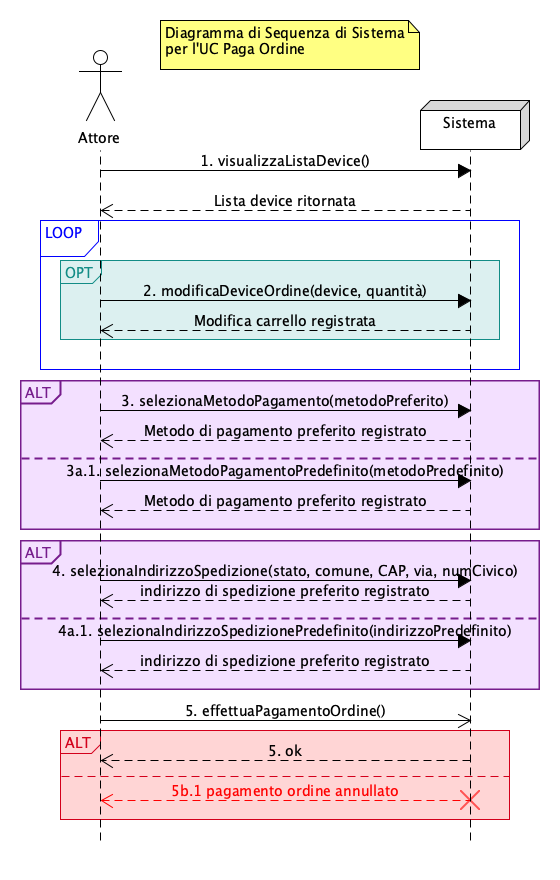 Diagramma di Sequenza di Sistema
per l'UC Paga Ordine
Attore
Sistema
1. visualizzaListaDevice()
Lista device ritornata
LOOP
OPT
2. modificaDeviceOrdine(device, quantità)
Modifica carrello registrata
ALT
3. selezionaMetodoPagamento(metodoPreferito)
Metodo di pagamento preferito registrato
3a.1. selezionaMetodoPagamentoPredefinito(metodoPredefinito)
Metodo di pagamento preferito registrato
ALT
4. selezionaIndirizzoSpedizione(stato, comune, CAP, via, numCivico)
indirizzo di spedizione preferito registrato
4a.1. selezionaIndirizzoSpedizionePredefinito(indirizzoPredefinito)
indirizzo di spedizione preferito registrato
5. effettuaPagamentoOrdine()
ALT
5. ok
5b.1 pagamento ordine annullato